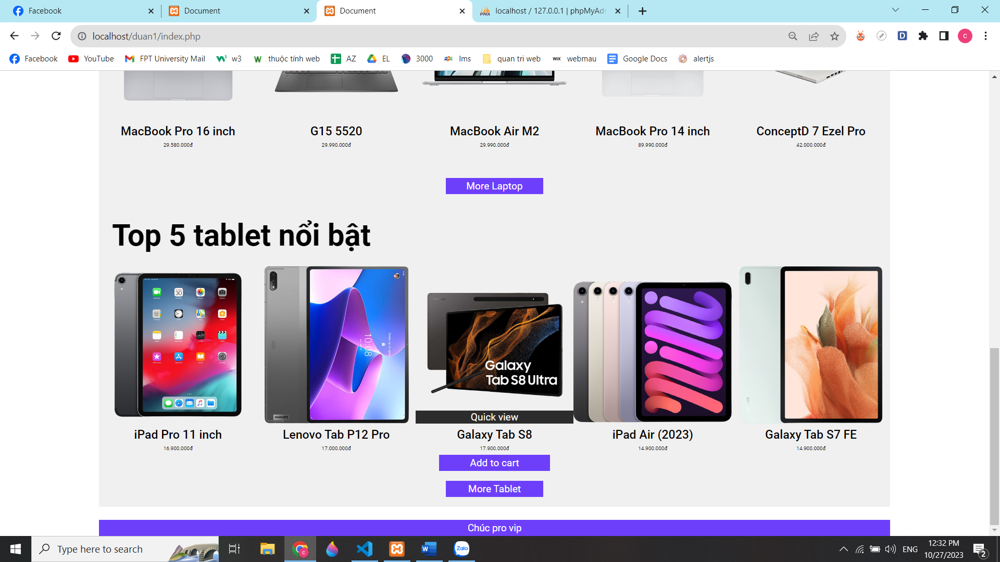 Facebook
Document
Document
localhost / 127.0.0.1 | phpMyAdr
localhost/duan1/index.php
Facebook
YouTube
FPT University Mail
w3
thuộc tính web
AZ
EL
3000
lms
quan tri web
WIX webmau
Google Docs
alertjs
MacBook Pro 16 inch
29.580.000đ
G15 5520
29.990.000đ
MacBook Air M2
29.990.000đ
MacBook Pro 14 inch
89.990.000đ
ConceptD 7 Ezel Pro
42.000.000đ
More Laptop
Top 5 tablet nổi bật
10:08
Galaxy
Tab S8 Ultra
Quick view
iPad Pro 11 inch
16.900.000đ
Lenovo Tab P12 Pro
17.000.000đ
Galaxy Tab S8
17.900.000đ
iPad Air (2023)
14.900.000đ
Galaxy Tab S7 FE
14.900.000đ
Add to cart
More Tablet
Chúc pro vip
Type here to search
Zalo
ENG
12:32 PM
10/27/2023
2